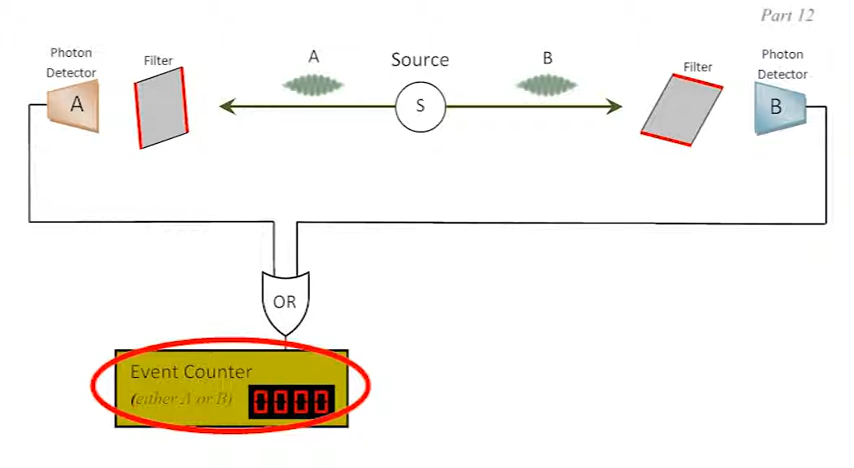 Part 12
Photon
Detector
A
Filter
A
Source
S
B
Filter
Photon
Detector
B
OR
Event Counter
(either A or B)
0000